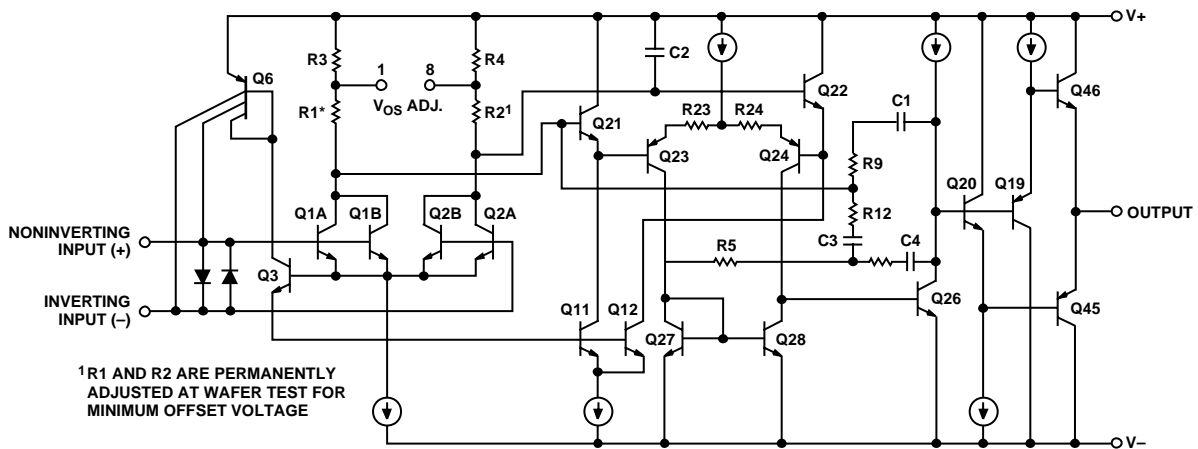 V+
Q6
R3
R4
1
8
VOS ADJ.
R1*
R2¹
C2
Q21
Q22
Q46
R23
R24
C1
Q23
Q24
R9
Q20
Q19
Q1A
Q1B
Q2B
Q2A
R12
OUTPUT
NONINVERTING
INPUT (+)
C3
C4
R5
Q3
INVERTING
INPUT (–)
Q11
Q12
Q26
Q45
Q27
Q28
¹R1 AND R2 ARE PERMANENTLY
ADJUSTED AT WAFER TEST FOR
MINIMUM OFFSET VOLTAGE
V–